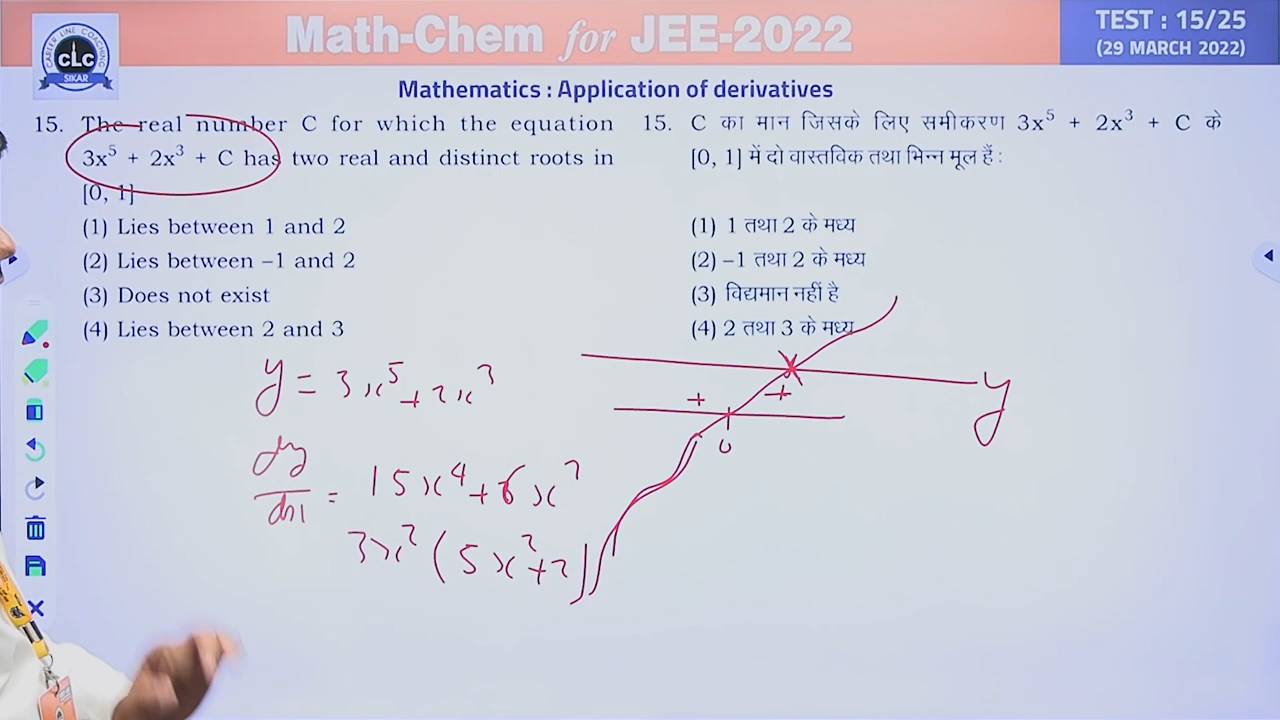 Math-Chem for JEE-2022
TEST : 15/25
(29 MARCH 2022)
CAREER LINE COACHING
CLC
SIKAR
Mathematics : Application of derivatives
15. The real number C for which the equation
3x⁵ + 2x³ + C has two real and distinct roots in
[0, 1]
(1) Lies between 1 and 2
(2) Lies between –1 and 2
(3) Does not exist
(4) Lies between 2 and 3
15. C का मान जिसके लिए समीकरण 3x⁵ + 2x³ + C के
[0, 1] में दो वास्तविक तथा भिन्न मूल हैं :
(1) 1 तथा 2 के मध्य
(2) –1 तथा 2 के मध्य
(3) विद्यमान नहीं है
(4) 2 तथा 3 के मध्य
y = 3x⁵ + 2x³
dy/dx = 15x⁴ + 6x²
3x² (5x² + 2)
+ +
0
y